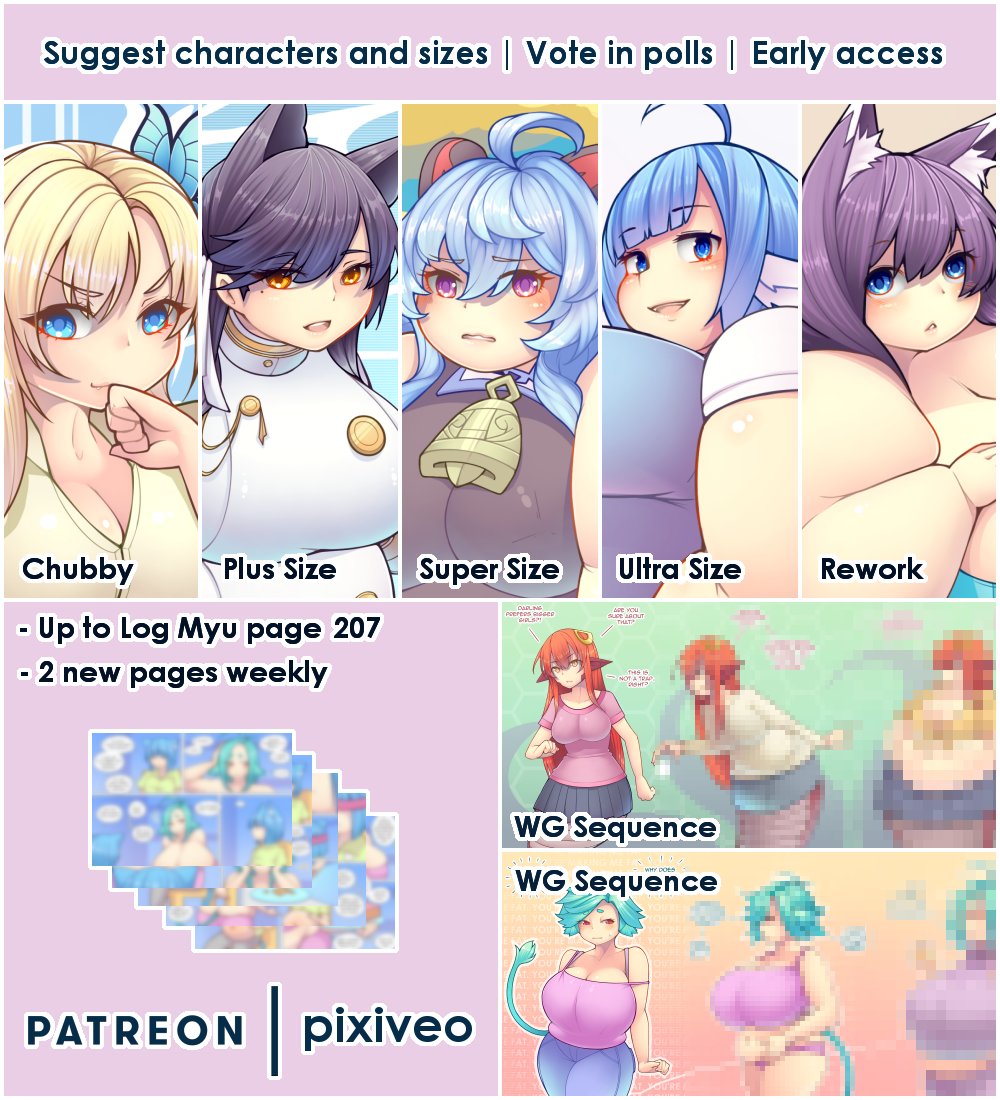 Suggest characters and sizes | Vote in polls | Early access
Chubby
Plus Size
Super Size
Ultra Size
Rework
- Up to Log Myu page 207
- 2 new pages weekly
DARLING
PREFERS BIGGER
GIRLS?!
ARE YOU
SURE ABOUT
THAT?
THIS IS
NOT A TRAP,
RIGHT?
WG Sequence
WHY DOES
WG Sequence
PATREON | pixiveo